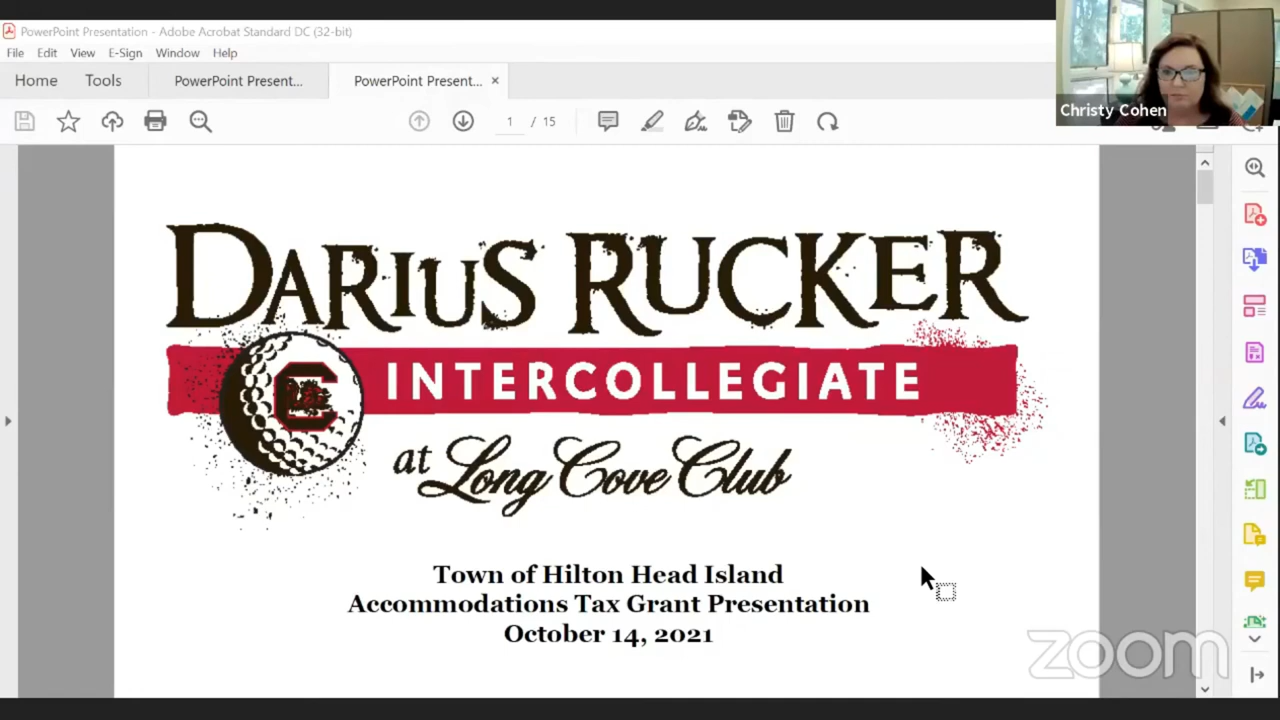 PowerPoint Presentation - Adobe Acrobat Standard DC (32-bit)
File Edit View E-Sign Window Help
Home Tools PowerPoint Present... PowerPoint Present... ×
1 / 15
Christy Cohen
DARIUS RUCKER
INTERCOLLEGIATE
at Long Cove Club
Town of Hilton Head Island
Accommodations Tax Grant Presentation
October 14, 2021
zoom